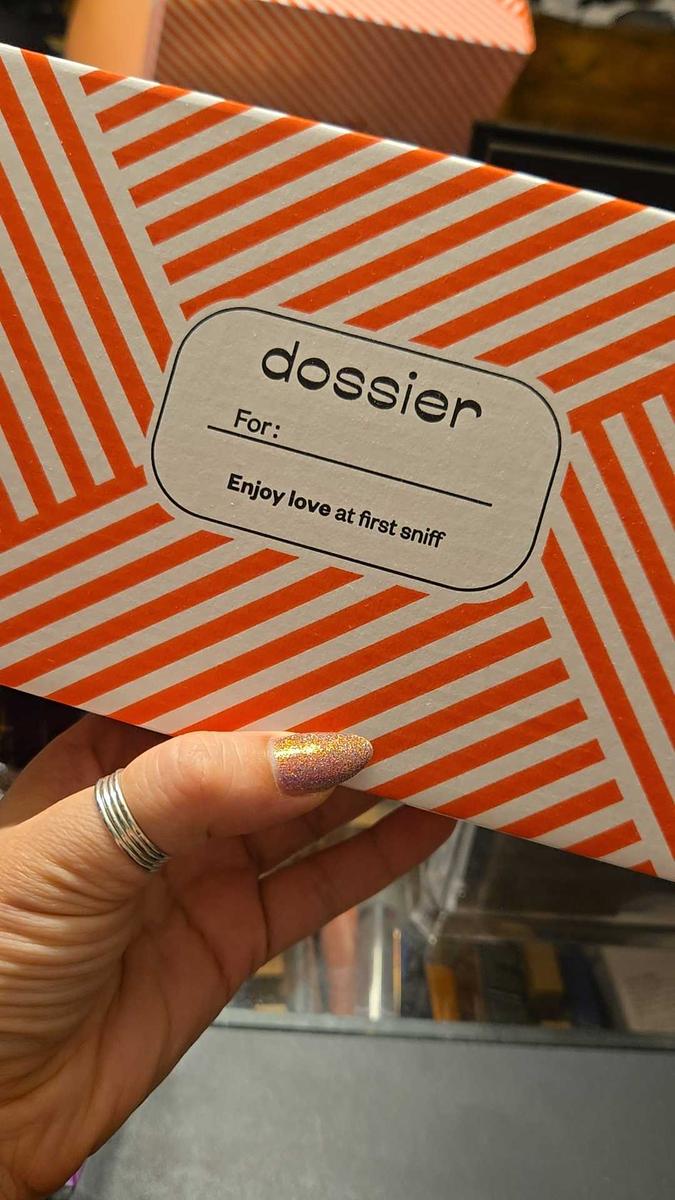 dossier
For:
Enjoy love at first sniff